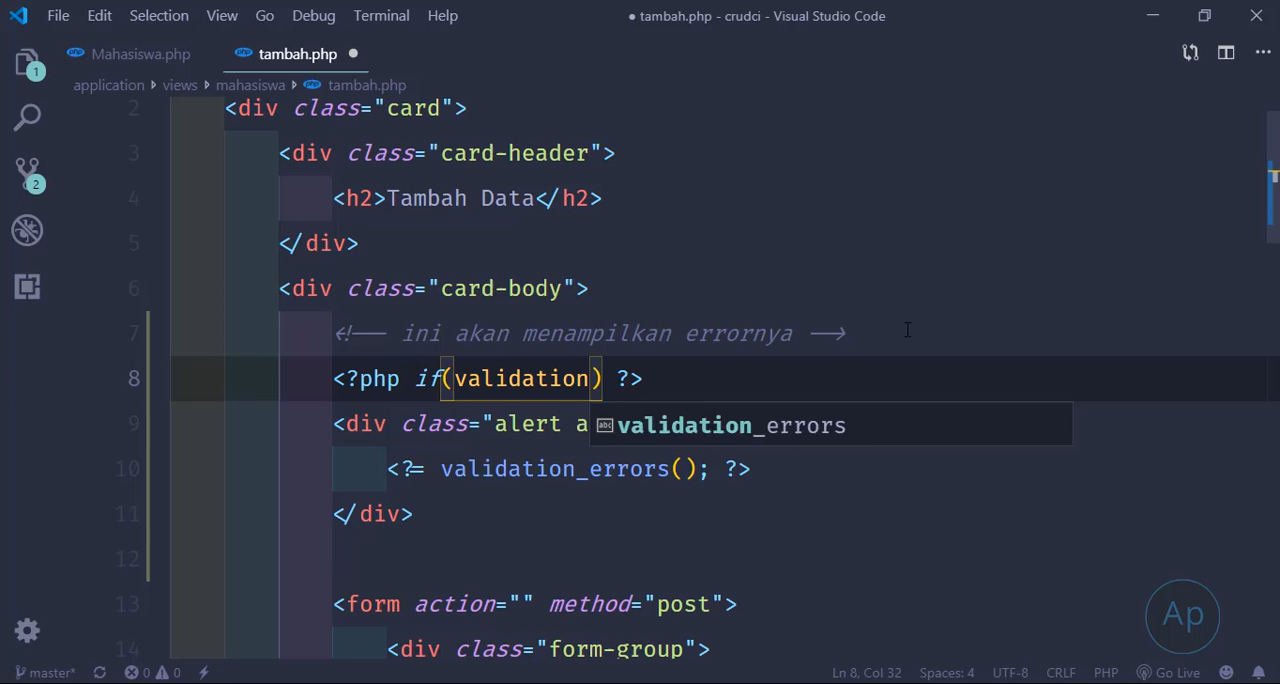 File Edit Selection View Go Debug Terminal Help
● tambah.php - crudci - Visual Studio Code
1
2
php Mahasiswa.php
php tambah.php ●
application views mahasiswa php tambah.php
2 <div class="card">
3 <div class="card-header">
4 <h2>Tambah Data</h2>
5 </div>
6 <div class="card-body">
7 <!-- ini akan menampilkan errornya -->
8 <?php if(validation) ?>
9 <div class="alert a
abc validation_errors
10 <?= validation_errors(); ?>
11 </div>
12
13 <form action="" method="post">
14 <div class="form-group">
Ap
master* 0 0 Ln 8, Col 32 Spaces: 4 UTF-8 CRLF PHP Go Live